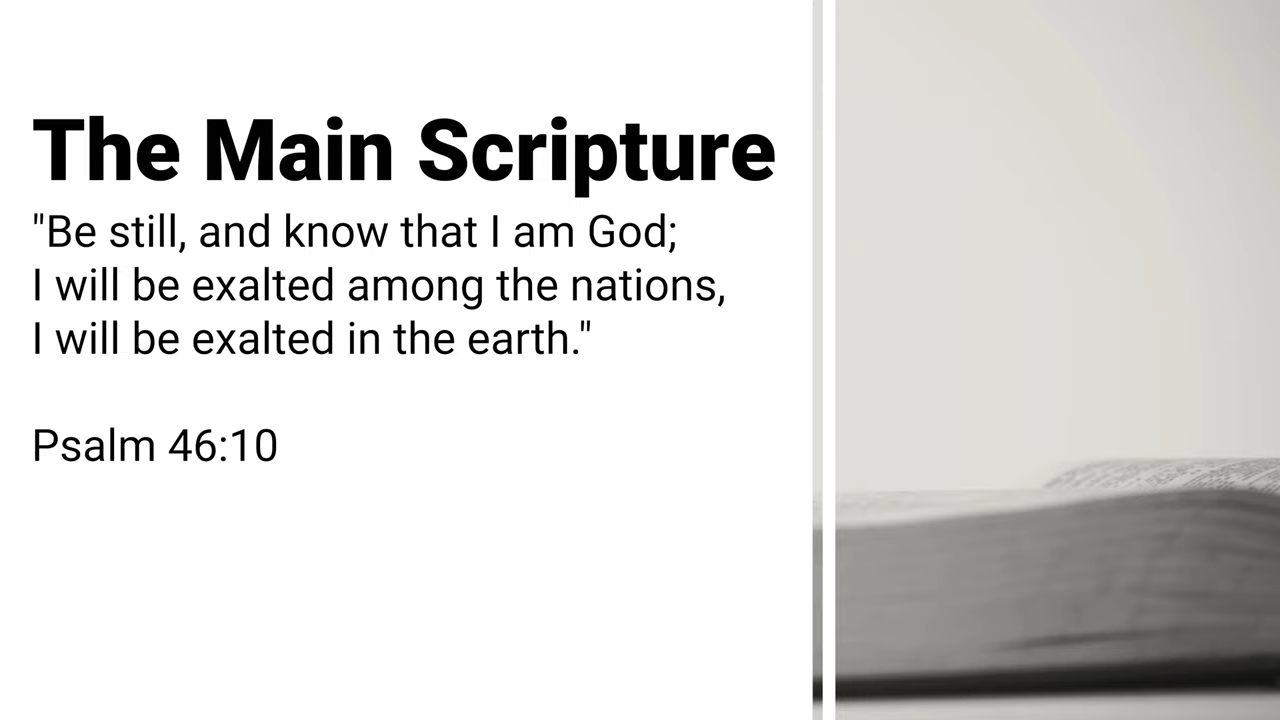 The Main Scripture
"Be still, and know that I am God;
I will be exalted among the nations,
I will be exalted in the earth."
Psalm 46:10